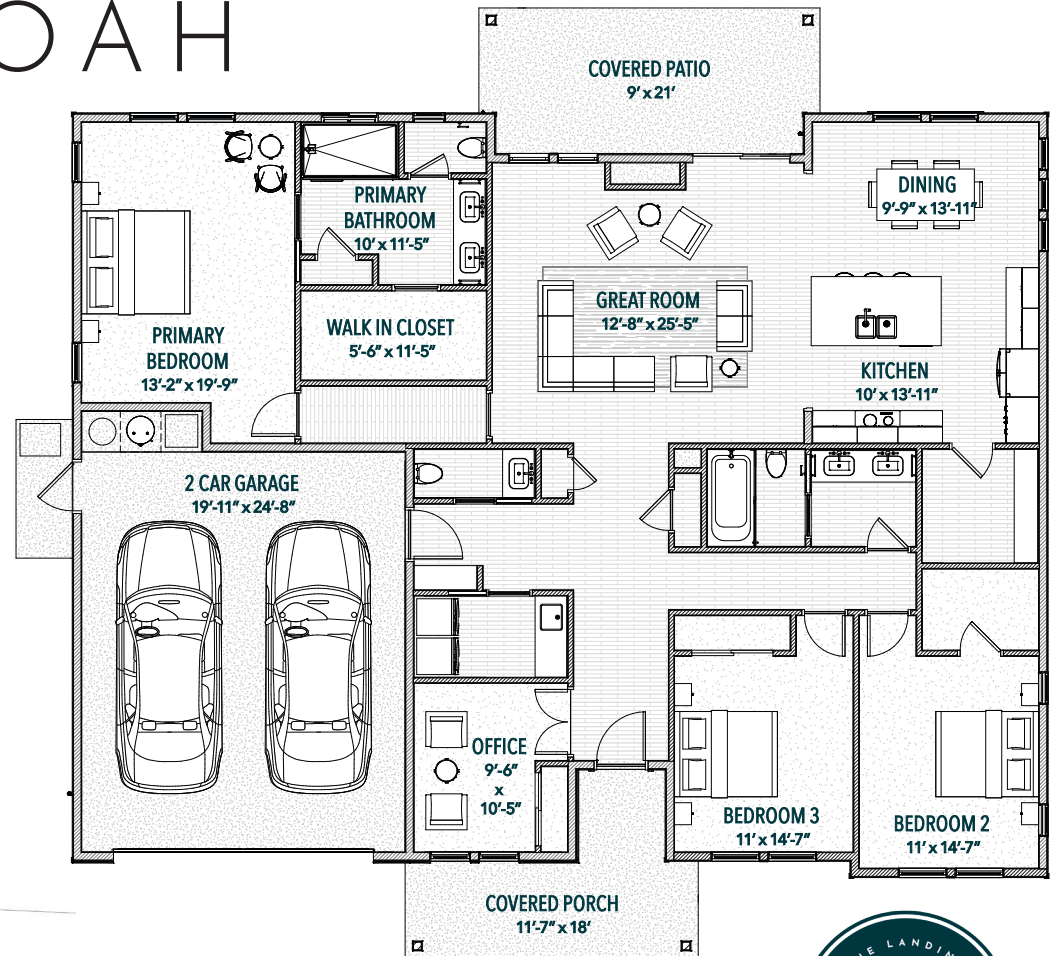 OAH
COVERED PATIO
9' x 21'
DINING
9'-9" x 13'-11"
PRIMARY
BATHROOM
10' x 11'-5"
GREAT ROOM
12'-8" x 25'-5"
WALK IN CLOSET
5'-6" x 11'-5"
PRIMARY
BEDROOM
13'-2" x 19'-9"
KITCHEN
10' x 13'-11"
2 CAR GARAGE
19'-11" x 24'-8"
OFFICE
9'-6"
x
10'-5"
BEDROOM 3
11' x 14'-7"
BEDROOM 2
11' x 14'-7"
COVERED PORCH
11'-7" x 18'
E LANDIN